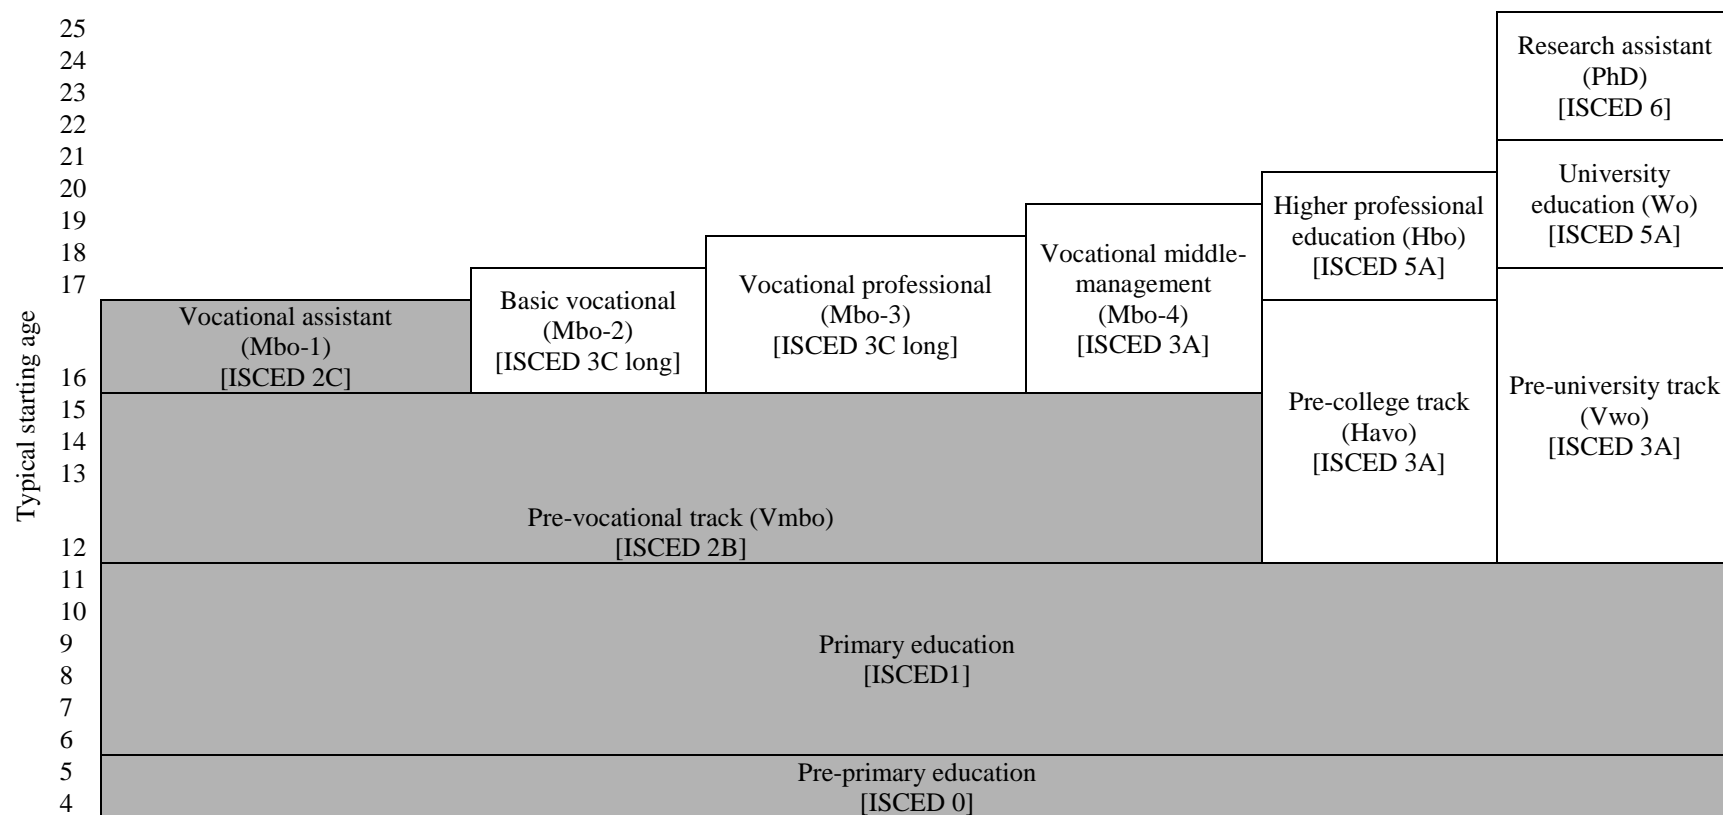 25
24
23
22
21
20
19
18
17
16
15
14
13
12
11
10
9
8
7
6
5
4
Typical starting age
Research assistant
(PhD)
[ISCED 6]
University
education (Wo)
[ISCED 5A]
Higher professional
education (Hbo)
[ISCED 5A]
Vocational middle-
management
(Mbo-4)
[ISCED 3A]
Vocational professional
(Mbo-3)
[ISCED 3C long]
Basic vocational
(Mbo-2)
[ISCED 3C long]
Vocational assistant
(Mbo-1)
[ISCED 2C]
Pre-college track
(Havo)
[ISCED 3A]
Pre-university track
(Vwo)
[ISCED 3A]
Pre-vocational track (Vmbo)
[ISCED 2B]
Primary education
[ISCED1]
Pre-primary education
[ISCED 0]